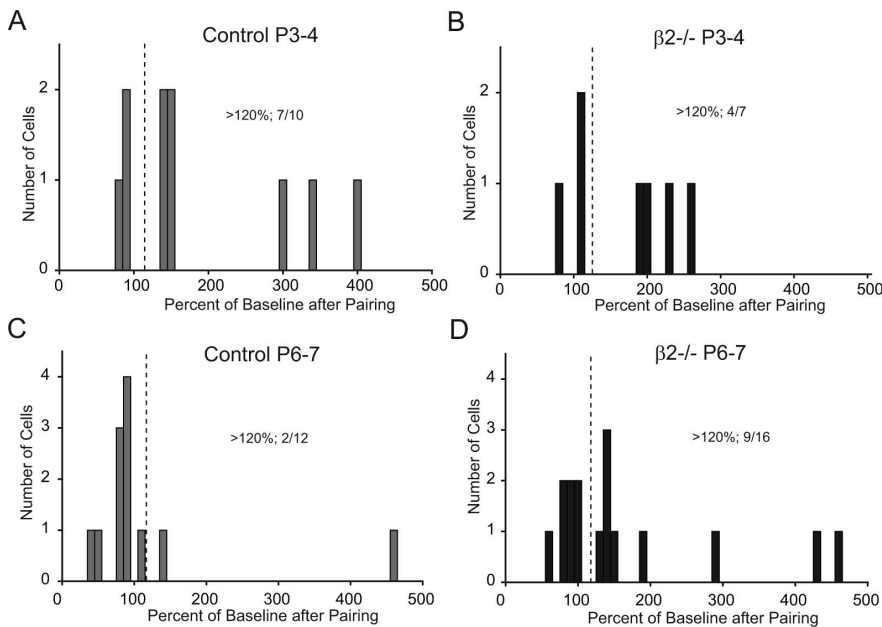 A
Control P3-4
Number of Cells
2
1
0
>120%; 7/10
0 100 200 300 400 500
Percent of Baseline after Pairing
B
β2-/- P3-4
Number of Cells
2
1
0
>120%; 4/7
0 100 200 300 400 500
Percent of Baseline after Pairing
C
Control P6-7
Number of Cells
4
3
2
1
0
>120%; 2/12
0 100 200 300 400 500
Percent of Baseline after Pairing
D
β2-/- P6-7
Number of Cells
4
3
2
1
0
>120%; 9/16
0 100 200 300 400 500
Percent of Baseline after Pairing